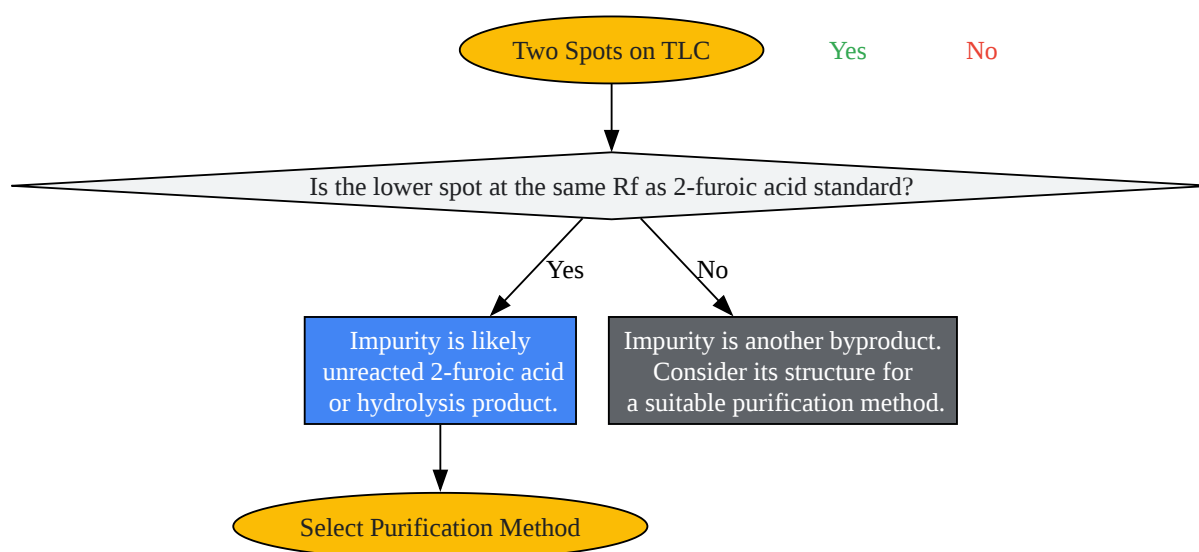 Two Spots on TLC
Yes
No
Is the lower spot at the same Rf as 2-furoic acid standard?
Yes
No
Impurity is likely
unreacted 2-furoic acid
or hydrolysis product.
Impurity is another byproduct.
Consider its structure for
a suitable purification method.
Select Purification Method